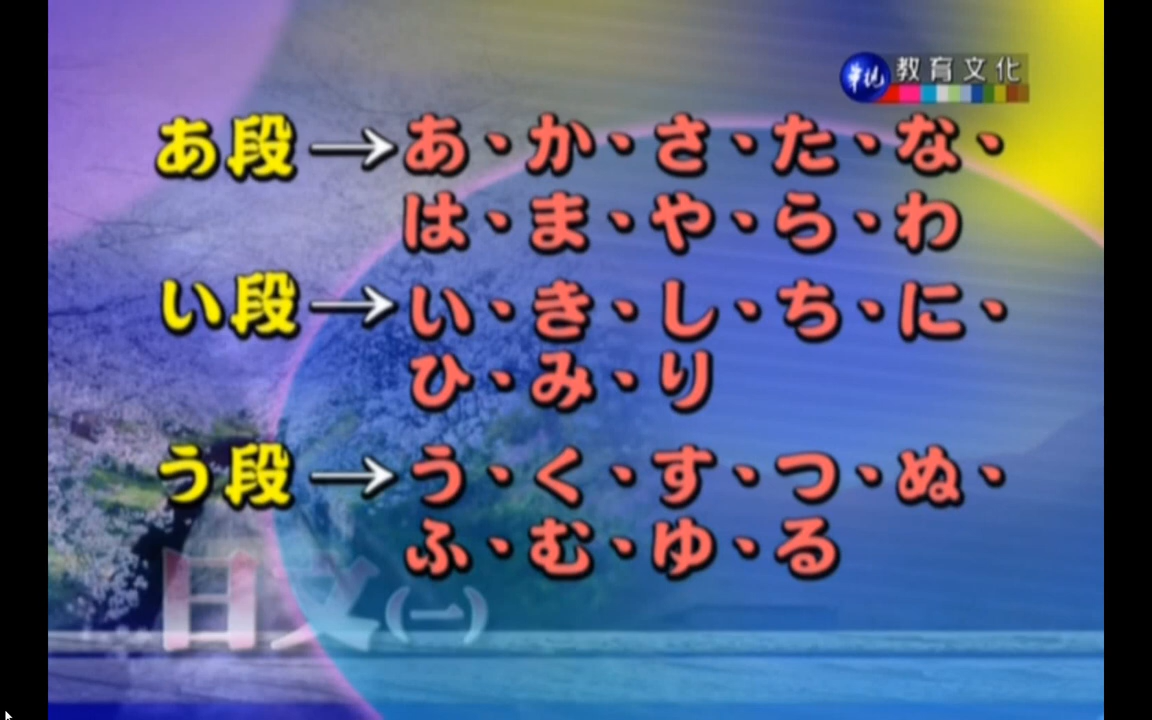 華視 教育文化
あ段→あ、か、さ、た、な、
は、ま、や、ら、わ
い段→い、き、し、ち、に、
ひ、み、り
う段→う、く、す、つ、ぬ、
ふ、む、ゆ、る
日文(一)